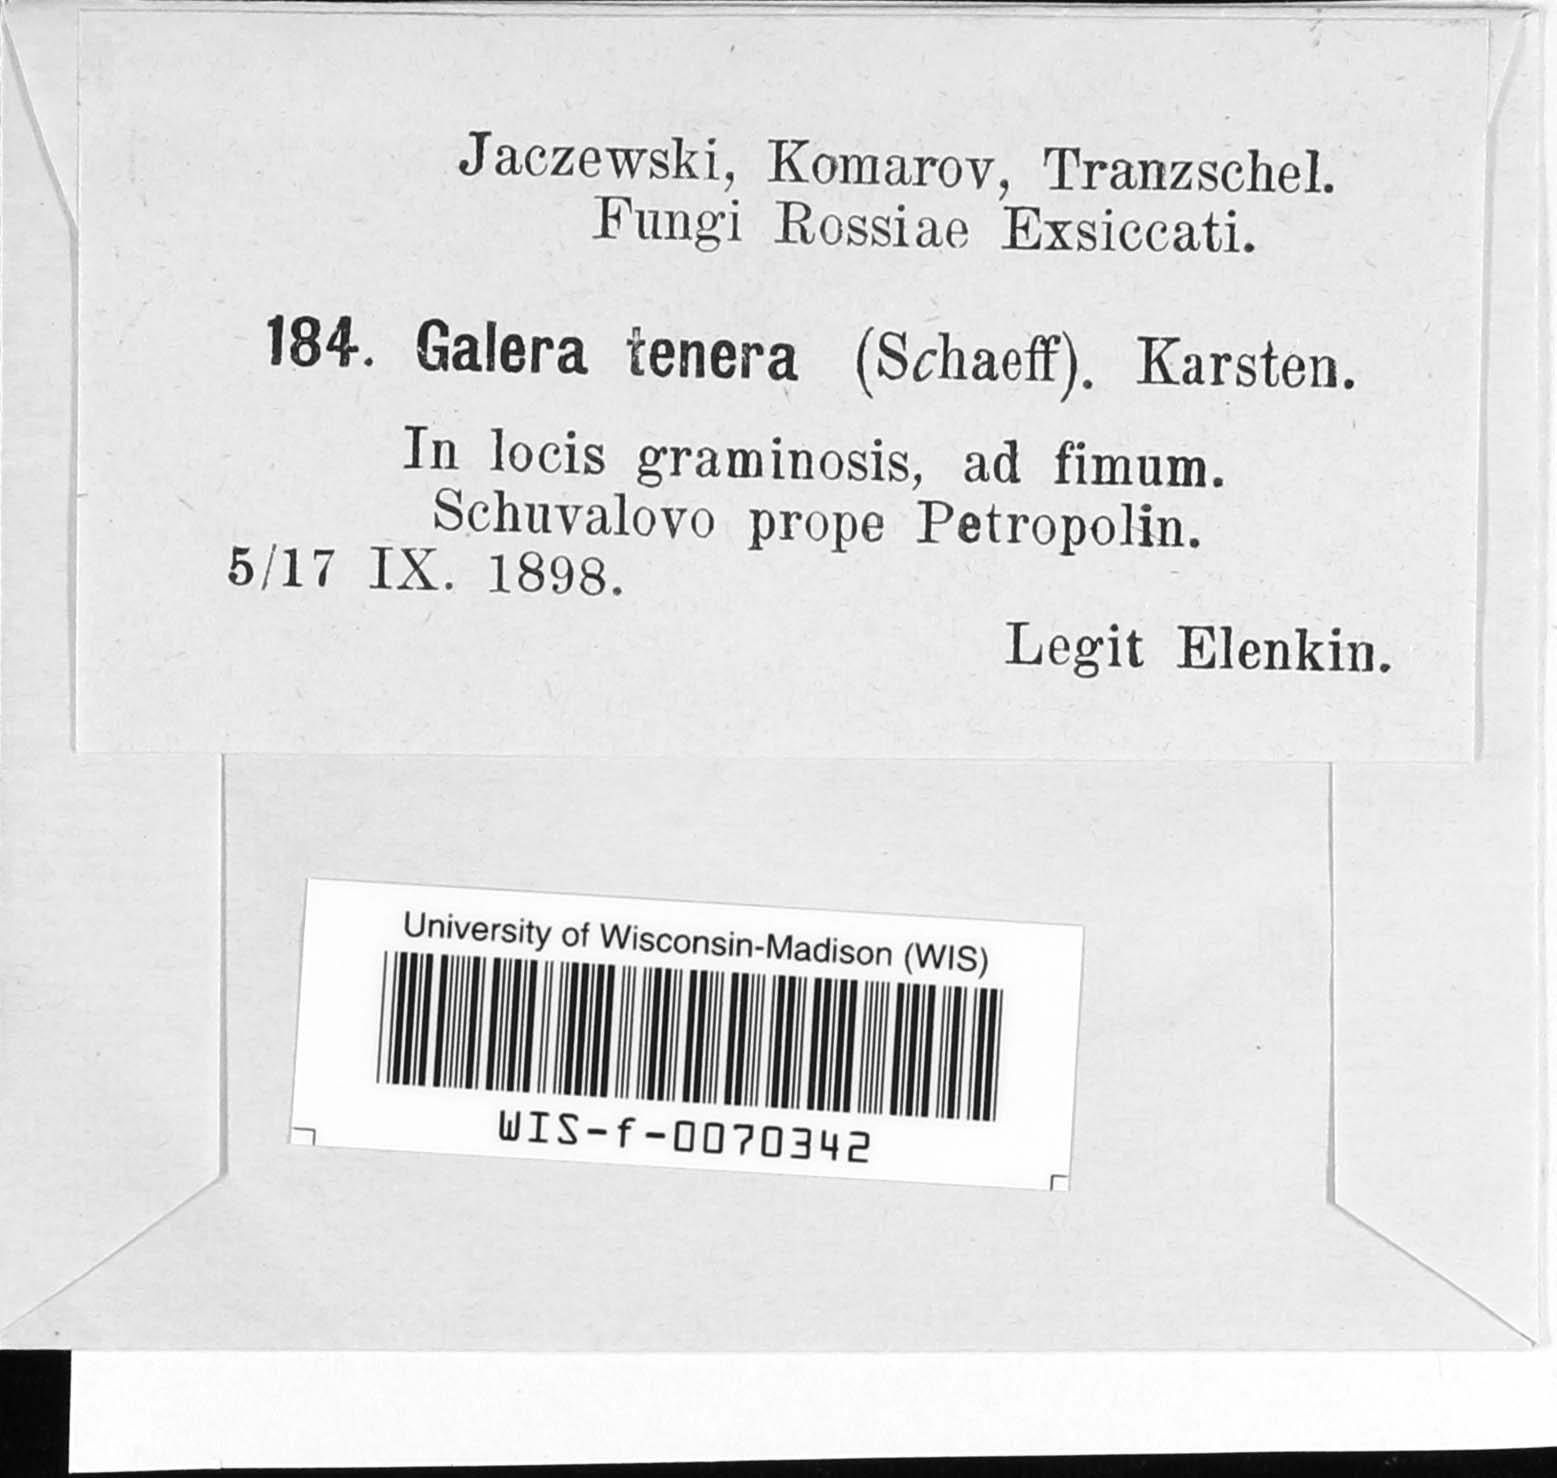 Jaczewski, Komarov, Tranzschel.
Fungi Rossiae Exsiccati.
184. Galera tenera (Schaeff). Karsten.
In locis graminosis, ad fimum.
Schuvalovo prope Petropolin.
5/17 IX. 1898.
Legit Elenkin.
University of Wisconsin-Madison (WIS)
WIS-f-0070342